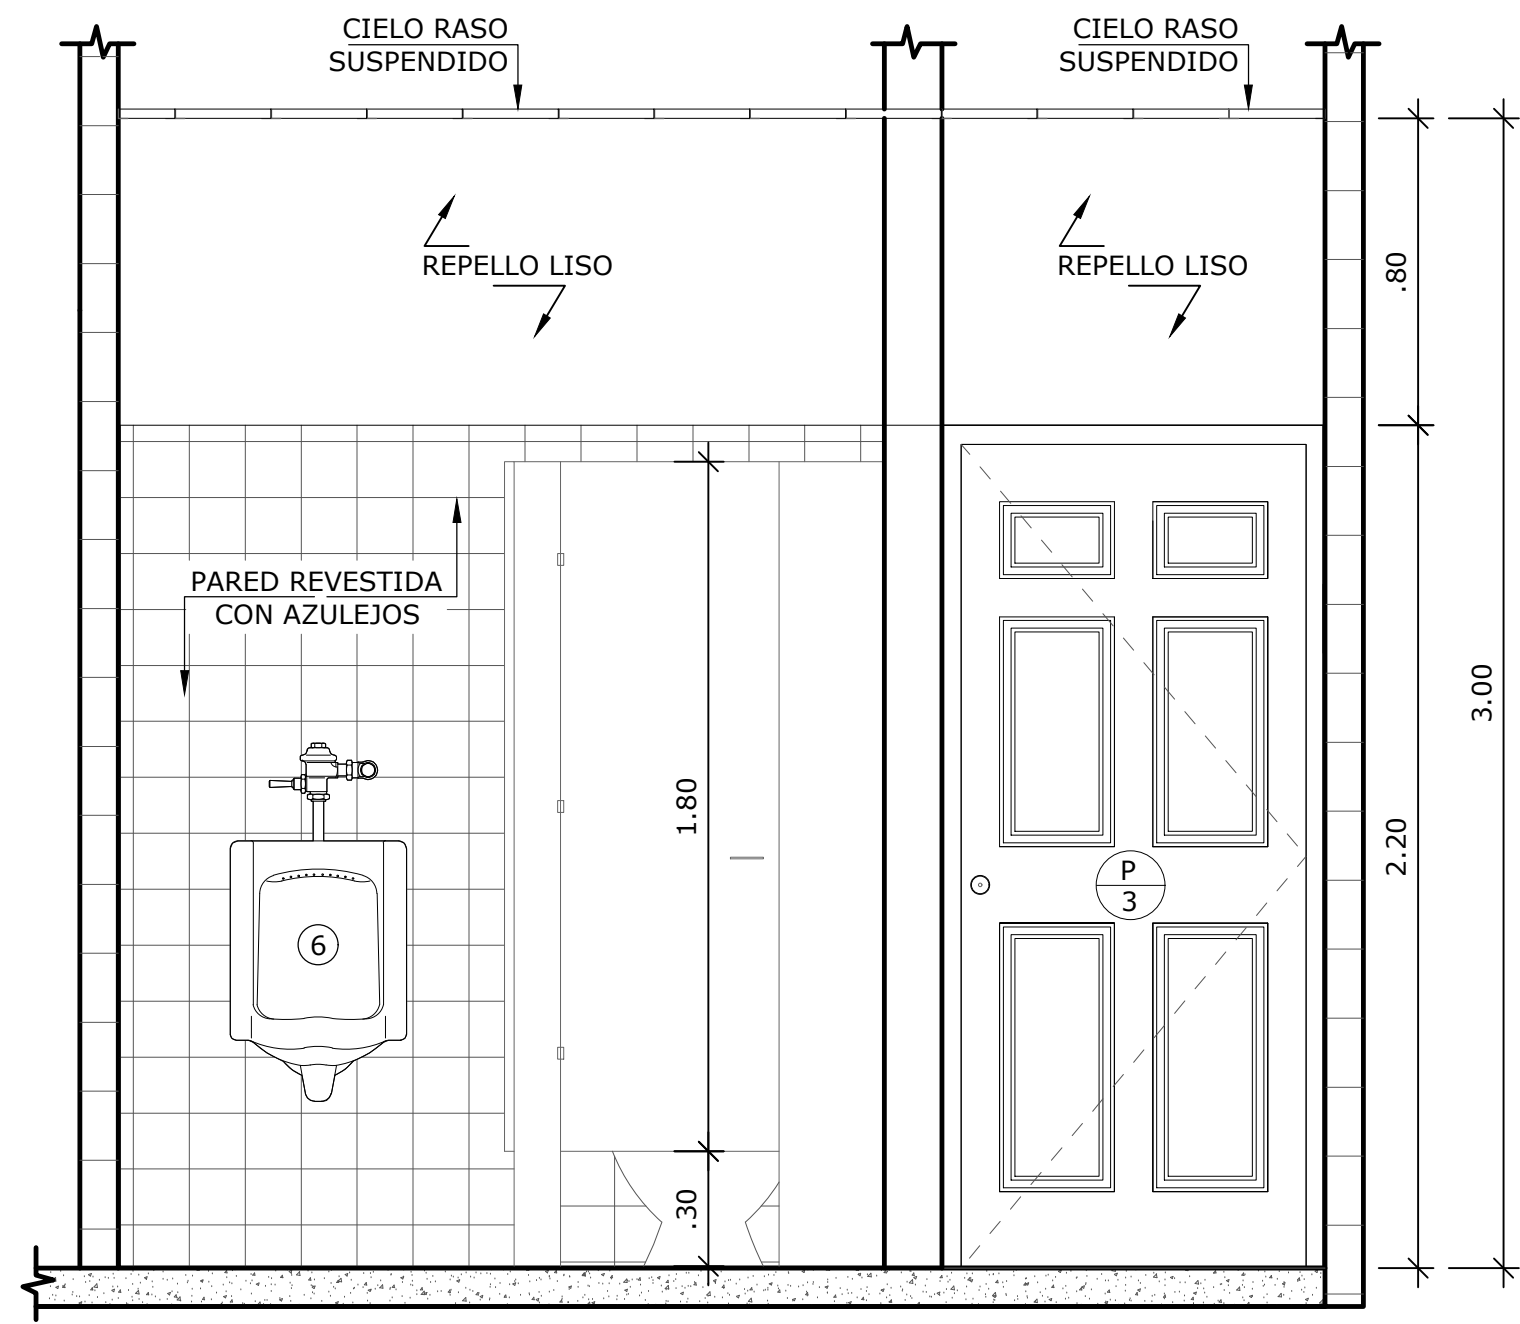 CIELO RASO
SUSPENDIDO
CIELO RASO
SUSPENDIDO
REPELLO LISO
REPELLO LISO
.80
PARED REVESTIDA
CON AZULEJOS
3.00
1.80
2.20
P
3
6
.30